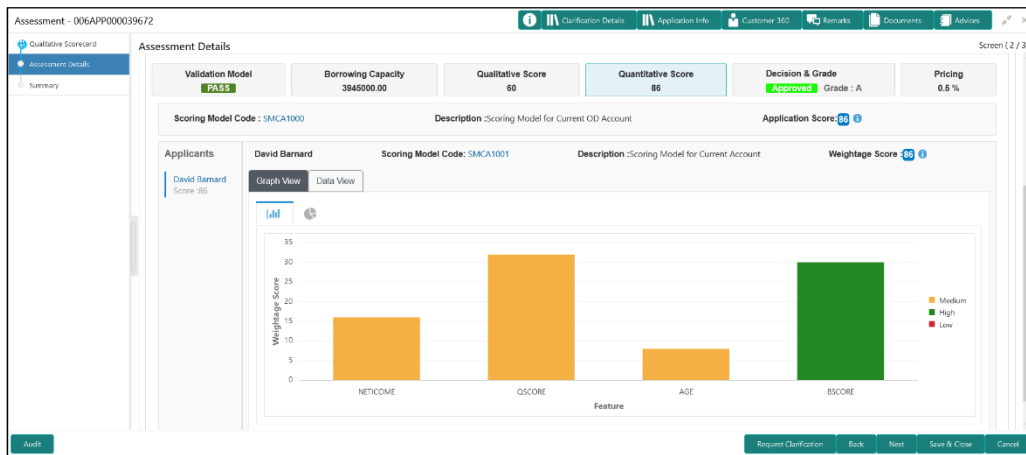 Assessment - 006APP000039672
Clarification Details
Application Info
Customer 360
Remarks
Documents
Advices
Qualitative Scorecard
Assessment Details
Summary
Assessment Details
Screen ( 2 / 3
Validation Model
PASS
Borrowing Capacity
3945000.00
Qualitative Score
60
Quantitative Score
86
Decision & Grade
Approved Grade : A
Pricing
0.5 %
Scoring Model Code : SMCA1000
Description :Scoring Model for Current OD Account
Application Score: 86
Applicants
David Barnard
Score :86
David Barnard
Scoring Model Code: SMCA1001
Description :Scoring Model for Current Account
Weightage Score : 86
Graph View
Data View
35
30
25
20
15
10
5
0
Weightage Score
NETICOME
QSCORE
AGE
BSCORE
Feature
Medium
High
Low
Audit
Request Clarification
Back
Next
Save & Close
Cancel